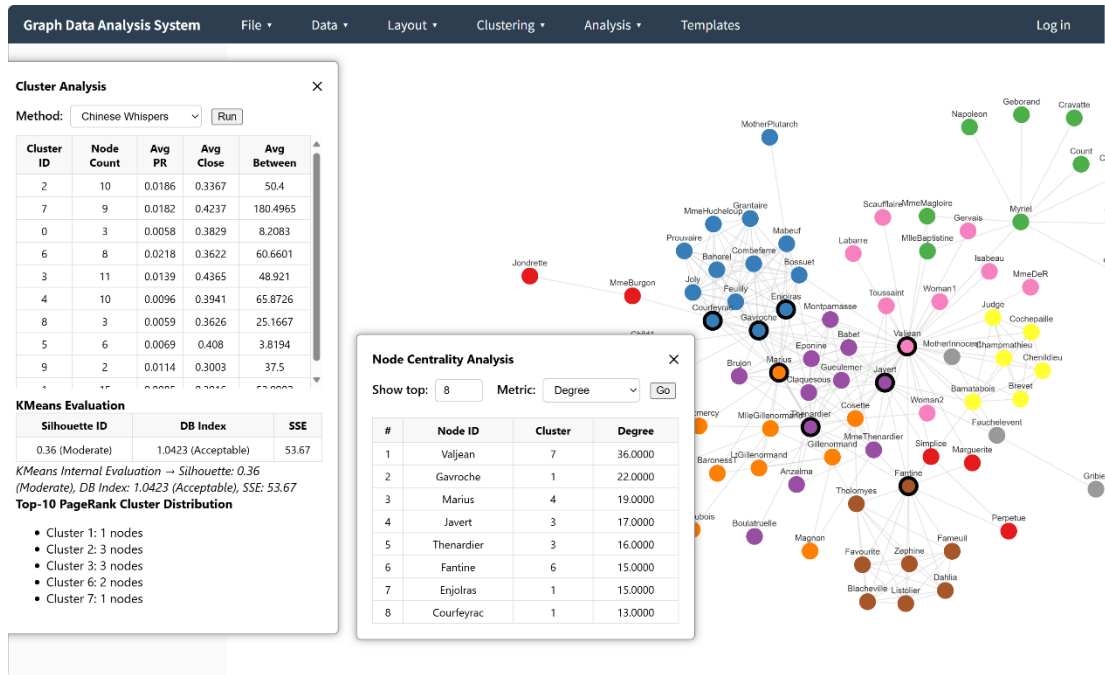 Graph Data Analysis System File ▾ Data ▾ Layout ▾ Clustering ▾ Analysis ▾ Templates Log in
Cluster Analysis ×
Method: Chinese Whispers Run
Cluster ID Node Count Avg PR Avg Close Avg Between
2 10 0.0186 0.3367 50.4
7 9 0.0182 0.4237 180.4965
0 3 0.0058 0.3829 8.2083
6 8 0.0218 0.3622 60.6601
3 11 0.0139 0.4365 48.921
4 10 0.0096 0.3941 65.8726
8 3 0.0059 0.3626 25.1667
5 6 0.0069 0.408 3.8194
9 2 0.0114 0.3003 37.5
KMeans Evaluation
Silhouette ID DB Index SSE
0.36 (Moderate) 1.0423 (Acceptable) 53.67
KMeans Internal Evaluation → Silhouette: 0.36
(Moderate), DB Index: 1.0423 (Acceptable), SSE: 53.67
Top-10 PageRank Cluster Distribution
• Cluster 1: 1 nodes
• Cluster 2: 3 nodes
• Cluster 3: 3 nodes
• Cluster 6: 2 nodes
• Cluster 7: 1 nodes
Node Centrality Analysis ×
Show top: 8 Metric: Degree Go
# Node ID Cluster Degree
1 Valjean 7 36.0000
2 Gavroche 1 22.0000
3 Marius 4 19.0000
4 Javert 3 17.0000
5 Thenardier 3 16.0000
6 Fantine 6 15.0000
7 Enjolras 1 15.0000
8 Courfeyrac 1 13.0000
Napoleon
Geborand
Cravatte
MotherPlutarch
Count
Grantaire
MmeHucheloup
Scaufflaire
MmeMagloire
Myriel
Gervais
Mabeuf
Prouvaire
Combeferre
Bahorel
Bossuet
Labarre
MlleBaptistine
Isabeau
MmeDeR
Jondrette
MmeBurgon
Joly
Feuilly
Enjolras
Courfeyrac
Gavroche
Montparnasse
Toussaint
Woman1
Judge
Cochepaille
Valjean
MotherInnocent
Champmathieu
Chenildieu
Babet
Eponine
Marius
Brujon
Gueulemer
Claquesous
Javert
Bamatabois
Brevet
Cosette
Woman2
Fauchelevent
MlleGillenormand
Thenardier
MmeThenardier
Gillenormand
Simplice
Marguerite
BaronessT
LtGillenormand
Anzelma
Fantine
Tholomyes
Perpetue
Boulatruelle
Magnon
Favourite
Zephine
Fameuil
Dahlia
Blacheville
Listolier